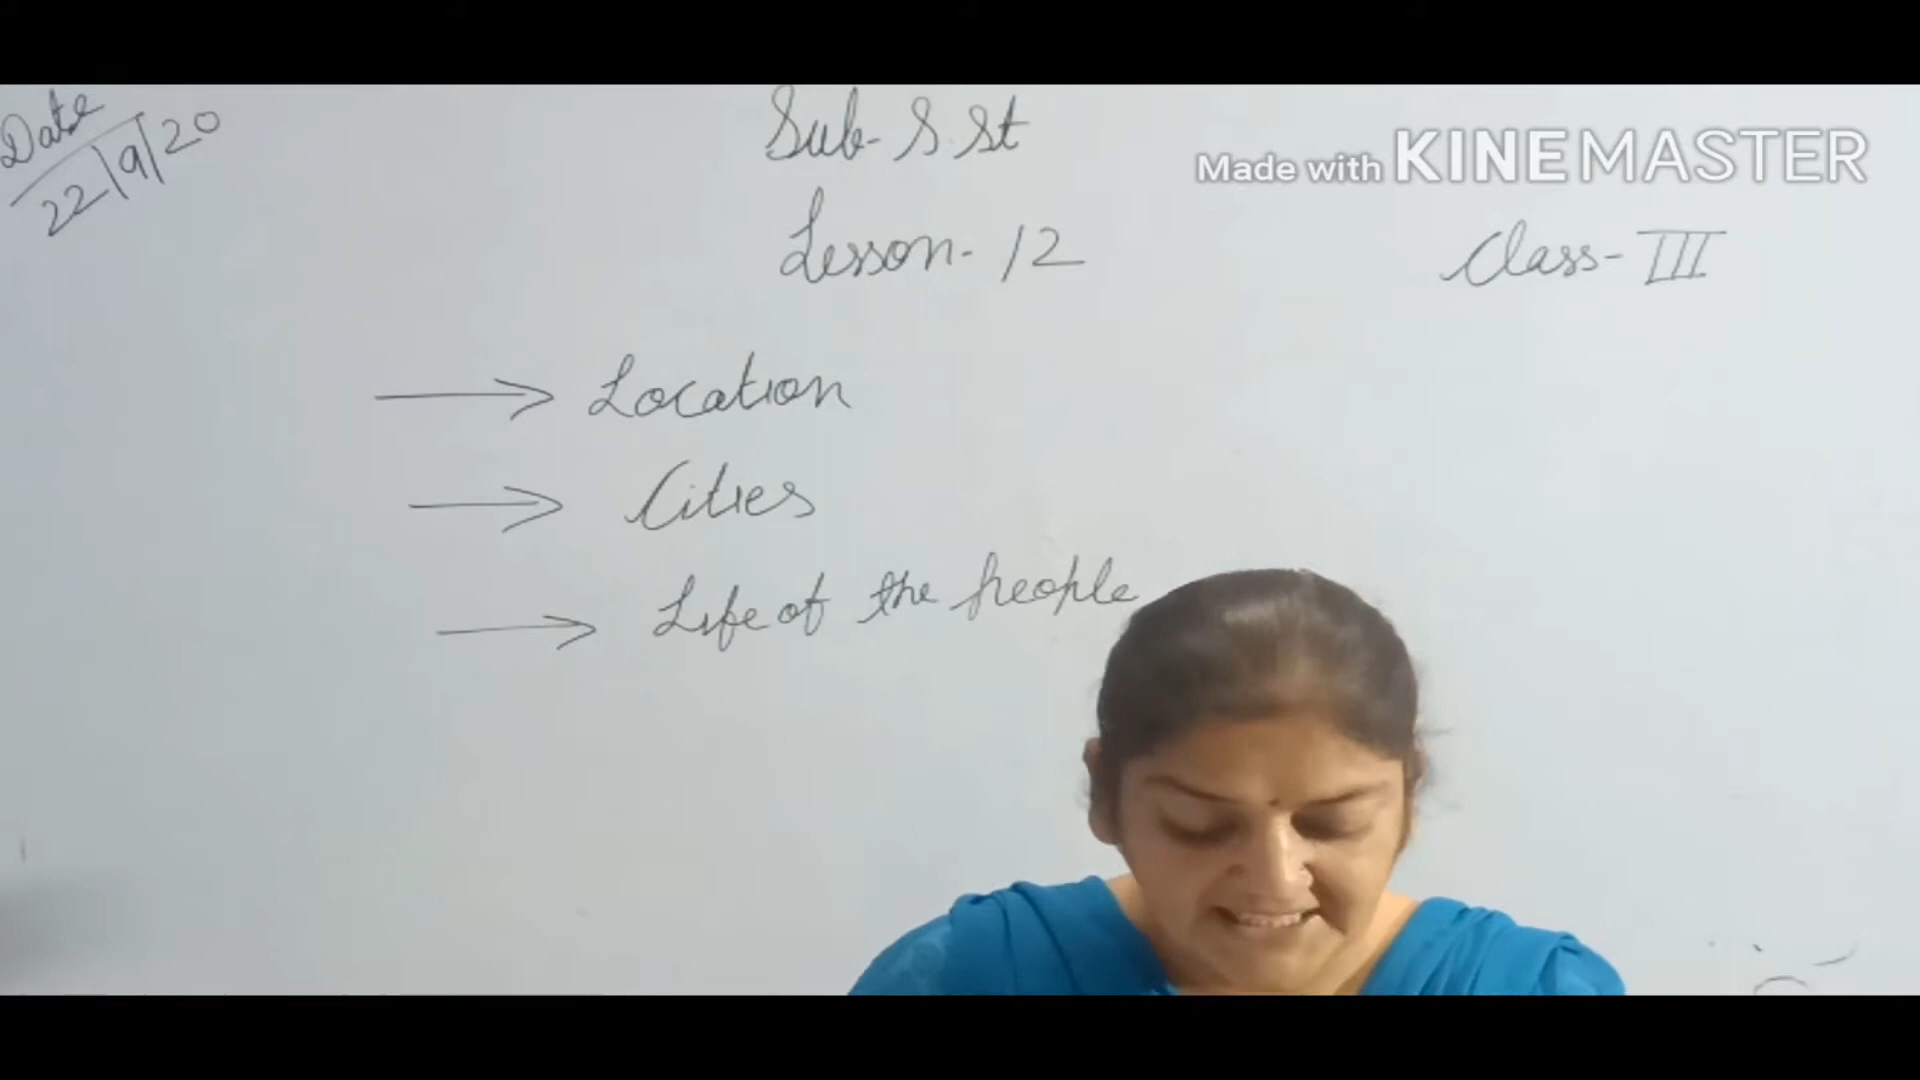 Date
22/9/20
Sub- S.St
Made with KINEMASTER
Lesson- 12
Class- III
→ Location
→ Cities
→ Life of the people